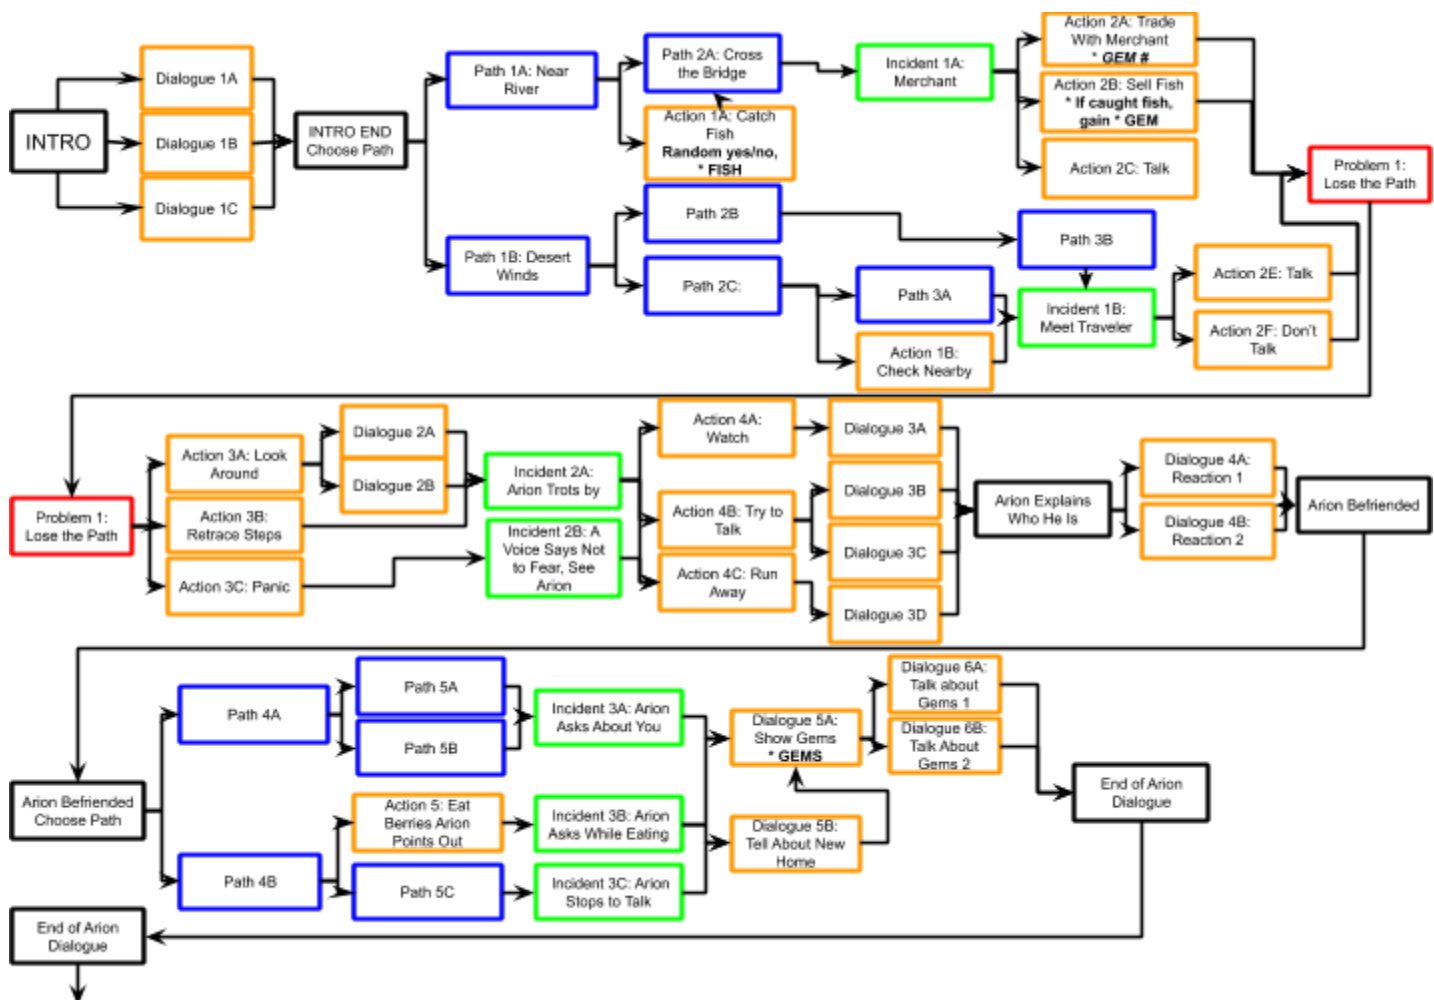 INTRO
Dialogue 1A
Dialogue 1B
Dialogue 1C
INTRO END
Choose Path
Path 1A: Near
River
Path 1B: Desert
Winds
Path 2A: Cross
the Bridge
Action 1A: Catch
Fish
Random yes/no,
* FISH
Path 2B
Path 2C:
Incident 1A:
Merchant
Path 3A
Action 1B:
Check Nearby
Action 2A: Trade
With Merchant
* GEM #
Action 2B: Sell Fish
* If caught fish,
gain * GEM
Action 2C: Talk
Path 3B
Incident 1B:
Meet Traveler
Action 2E: Talk
Action 2F: Don't
Talk
Problem 1:
Lose the Path
Problem 1:
Lose the Path
Action 3A: Look
Around
Action 3B:
Retrace Steps
Action 3C: Panic
Dialogue 2A
Dialogue 2B
Incident 2A:
Arion Trots by
Incident 2B: A
Voice Says Not
to Fear, See
Arion
Action 4A:
Watch
Action 4B: Try to
Talk
Action 4C: Run
Away
Dialogue 3A
Dialogue 3B
Dialogue 3C
Dialogue 3D
Arion Explains
Who He Is
Dialogue 4A:
Reaction 1
Dialogue 4B:
Reaction 2
Arion Befriended
Arion Befriended
Choose Path
Path 4A
Path 4B
Path 5A
Path 5B
Action 5: Eat
Berries Arion
Points Out
Path 5C
Incident 3A: Arion
Asks About You
Incident 3B: Arion
Asks While Eating
Incident 3C: Arion
Stops to Talk
Dialogue 5A:
Show Gems
* GEMS
Dialogue 5B:
Tell About New
Home
Dialogue 6A:
Talk about
Gems 1
Dialogue 6B:
Talk About
Gems 2
End of Arion
Dialogue
End of Arion
Dialogue